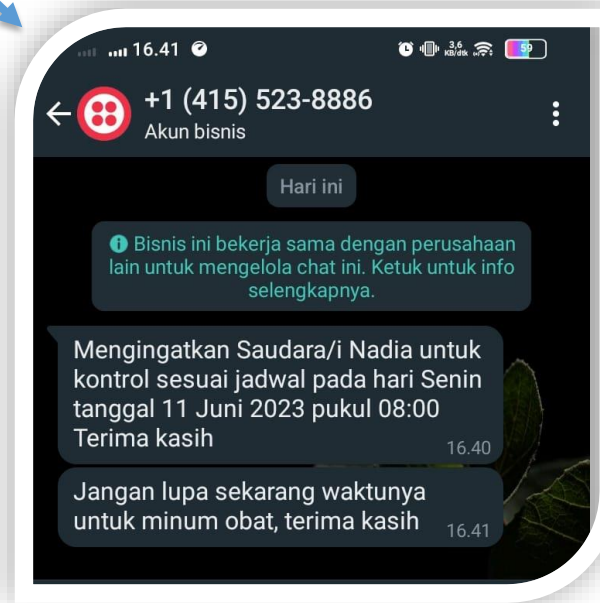 16.41
3,6
KB/dtk
59
+1 (415) 523-8886
Akun bisnis
Hari ini
Bisnis ini bekerja sama dengan perusahaan
lain untuk mengelola chat ini. Ketuk untuk info
selengkapnya.
Mengingatkan Saudara/i Nadia untuk
kontrol sesuai jadwal pada hari Senin
tanggal 11 Juni 2023 pukul 08:00
Terima kasih
16.40
Jangan lupa sekarang waktunya
untuk minum obat, terima kasih
16.41